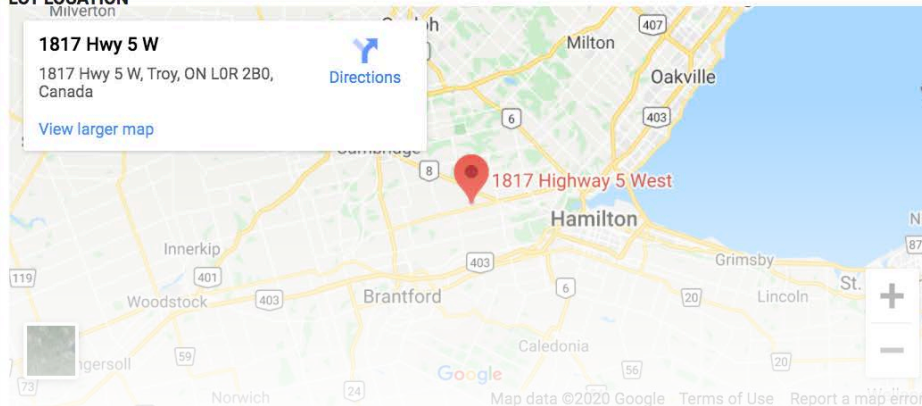 LOT LOCATION
Milverton
1817 Hwy 5 W
1817 Hwy 5 W, Troy, ON L0R 2B0,
Canada
Directions
View larger map
407
Milton
Oakville
6
403
8
1817 Highway 5 West
Hamilton
Innerkip
403
Grimsby
119
401
Woodstock
403
Brantford
6
20
Lincoln
St.
+
−
Caledonia
59
Google
56
20
73
Norwich
24
Map data ©2020 Google Terms of Use Report a map error